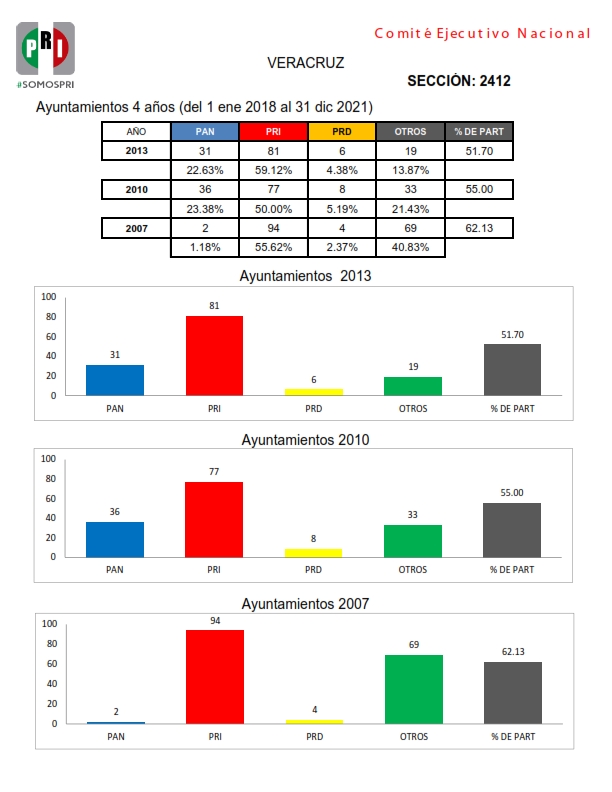 Comité Ejecutivo Nacional
PRI
#SOMOSPRI
VERACRUZ
SECCIÓN: 2412
Ayuntamientos 4 años (del 1 ene 2018 al 31 dic 2021)
AÑO PAN PRI PRD OTROS % DE PART
2013 31 81 6 19 51.70
22.63% 59.12% 4.38% 13.87%
2010 36 77 8 33 55.00
23.38% 50.00% 5.19% 21.43%
2007 2 94 4 69 62.13
1.18% 55.62% 2.37% 40.83%
Ayuntamientos 2013
100
80
60
40
20
0
31
81
6
19
51.70
PAN PRI PRD OTROS % DE PART
Ayuntamientos 2010
100
80
60
40
20
0
36
77
8
33
55.00
PAN PRI PRD OTROS % DE PART
Ayuntamientos 2007
100
80
60
40
20
0
2
94
4
69
62.13
PAN PRI PRD OTROS % DE PART